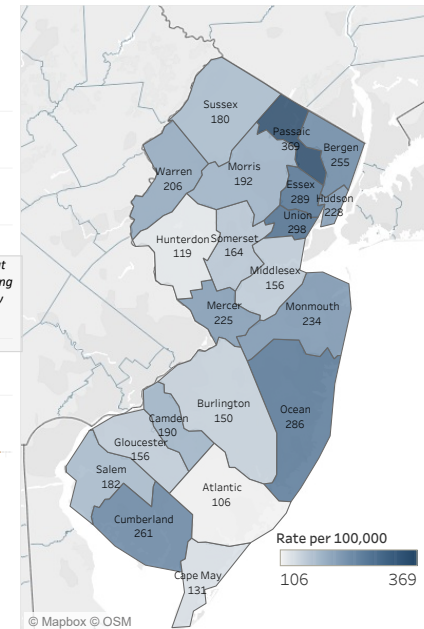 Sussex
180
Passaic
369
Bergen
255
Warren
206
Morris
192
Essex
289
Hudson
228
Union
298
Hunterdon
119
Somerset
164
Middlesex
156
Mercer
225
Monmouth
234
Burlington
150
Ocean
286
Camden
190
Gloucester
156
Salem
182
Atlantic
106
Cumberland
261
Cape May
131
Rate per 100,000
106 369
© Mapbox © OSM